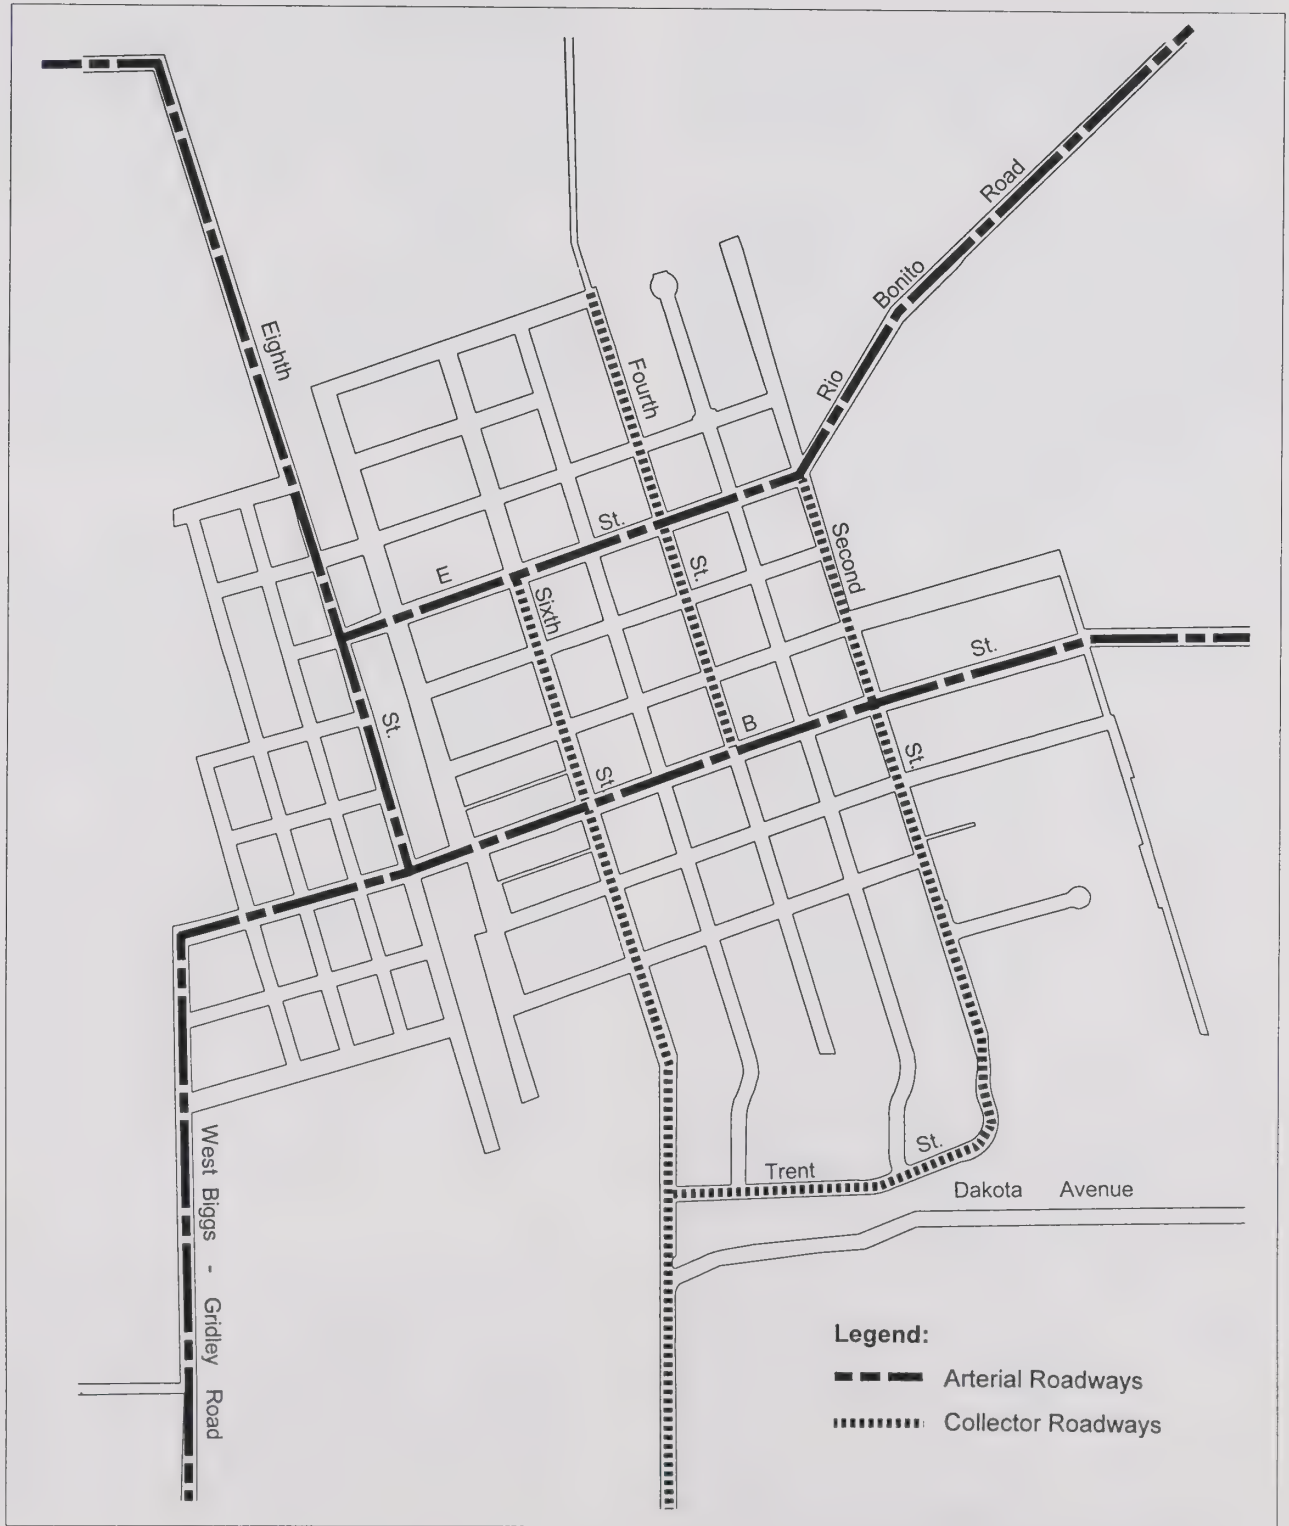 Eighth St.
Fourth St.
Rio Bonito Road
E St.
Sixth St.
Second St.
B St.
Trent St.
Dakota Avenue
West Biggs - Gridley Road
Legend:
Arterial Roadways
Collector Roadways